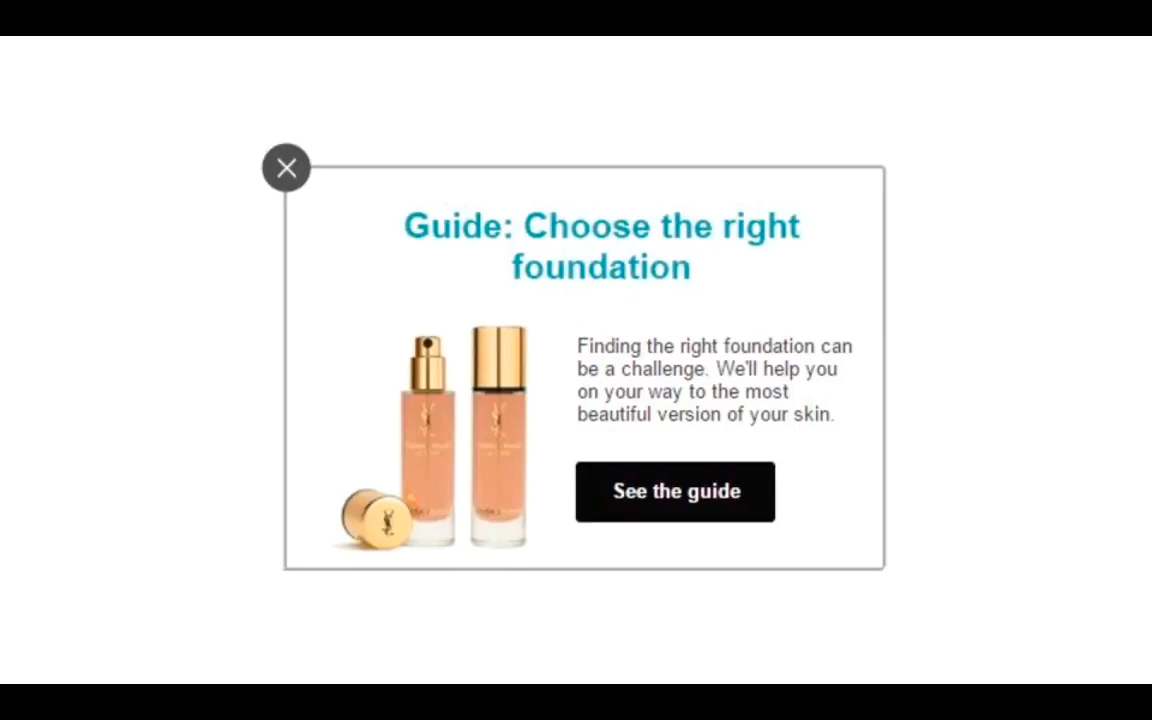 Guide: Choose the right
foundation
Finding the right foundation can
be a challenge. We'll help you
on your way to the most
beautiful version of your skin.
See the guide